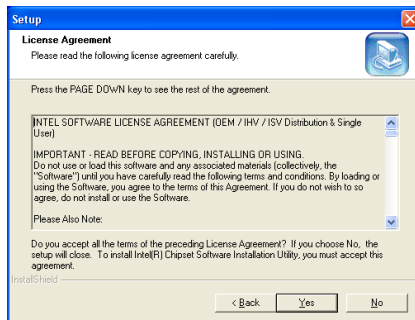 Setup
License Agreement
Please read the following license agreement carefully.
Press the PAGE DOWN key to see the rest of the agreement.
INTEL SOFTWARE LICENSE AGREEMENT (OEM / IHV / ISV Distribution & Single
User)
IMPORTANT - READ BEFORE COPYING, INSTALLING OR USING.
Do not use or load this software and any associated materials (collectively, the
"Software") until you have carefully read the following terms and conditions. By loading or
using the Software, you agree to the terms of this Agreement. If you do not wish to so
agree, do not install or use the Software.
Please Also Note:
Do you accept all the terms of the preceding License Agreement? If you choose No, the
setup will close. To install Intel(R) Chipset Software Installation Utility, you must accept this
agreement.
InstallShield
< Back Yes No